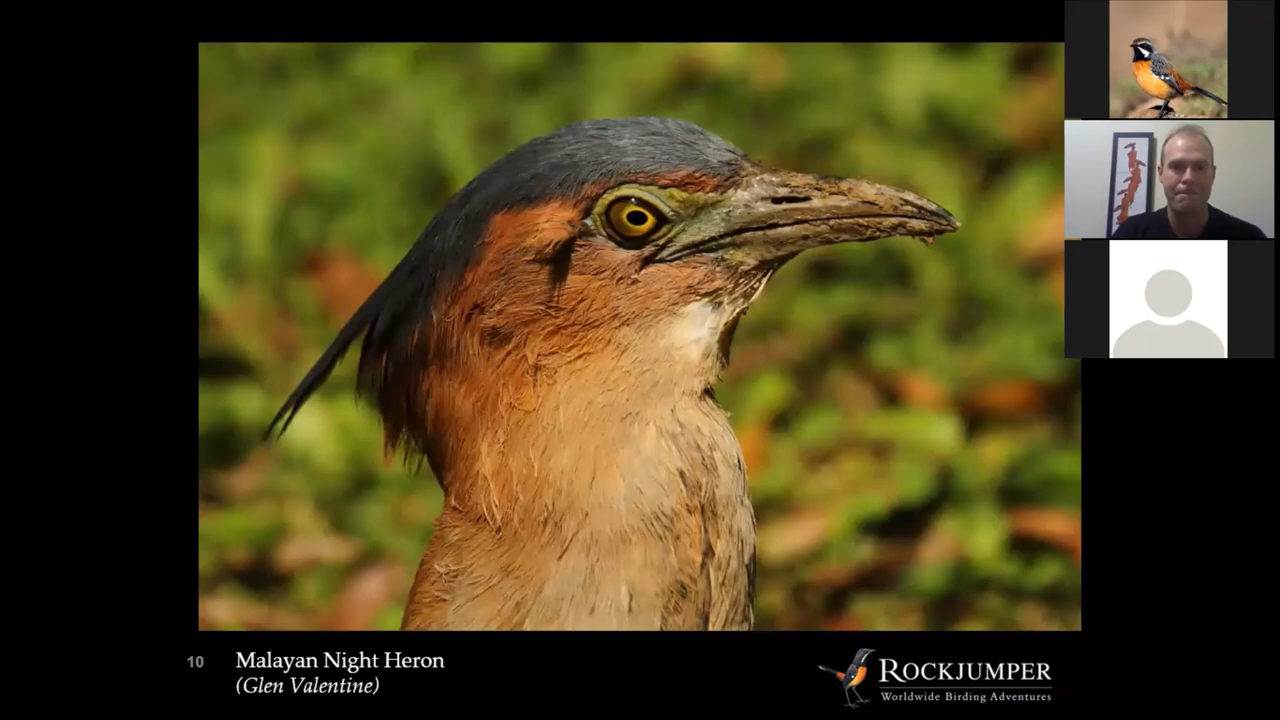 10
Malayan Night Heron
(Glen Valentine)
ROCKJUMPER
Worldwide Birding Adventures